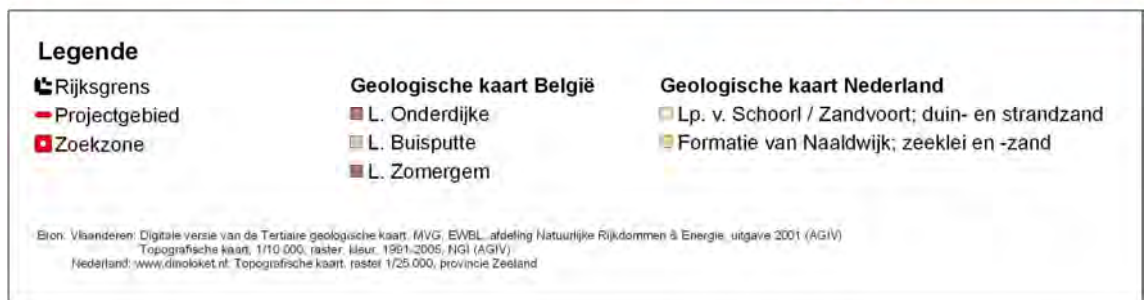 Legende
Rijksgrens
Projectgebied
Zoekzone
Geologische kaart België
L. Onderdijke
L. Buisputte
L. Zomergem
Geologische kaart Nederland
Lp. v. Schoorl / Zandvoort; duin- en strandzand
Formatie van Naaldwijk; zeeklei en -zand
Bron: Vlaanderen: Digitale versie van de Tertiaire geologische kaart, MVG, EWBL, afdeling Natuurlijke Rijkdommen & Energie, uitgave 2001 (AGIV)
Topografische kaart, 1/10 000, raster, kleur, 1991-2005, NGI (AGIV)
Nederland: www.dinoloket.nl; Topografische kaart, raster 1/25.000, provincie Zeeland